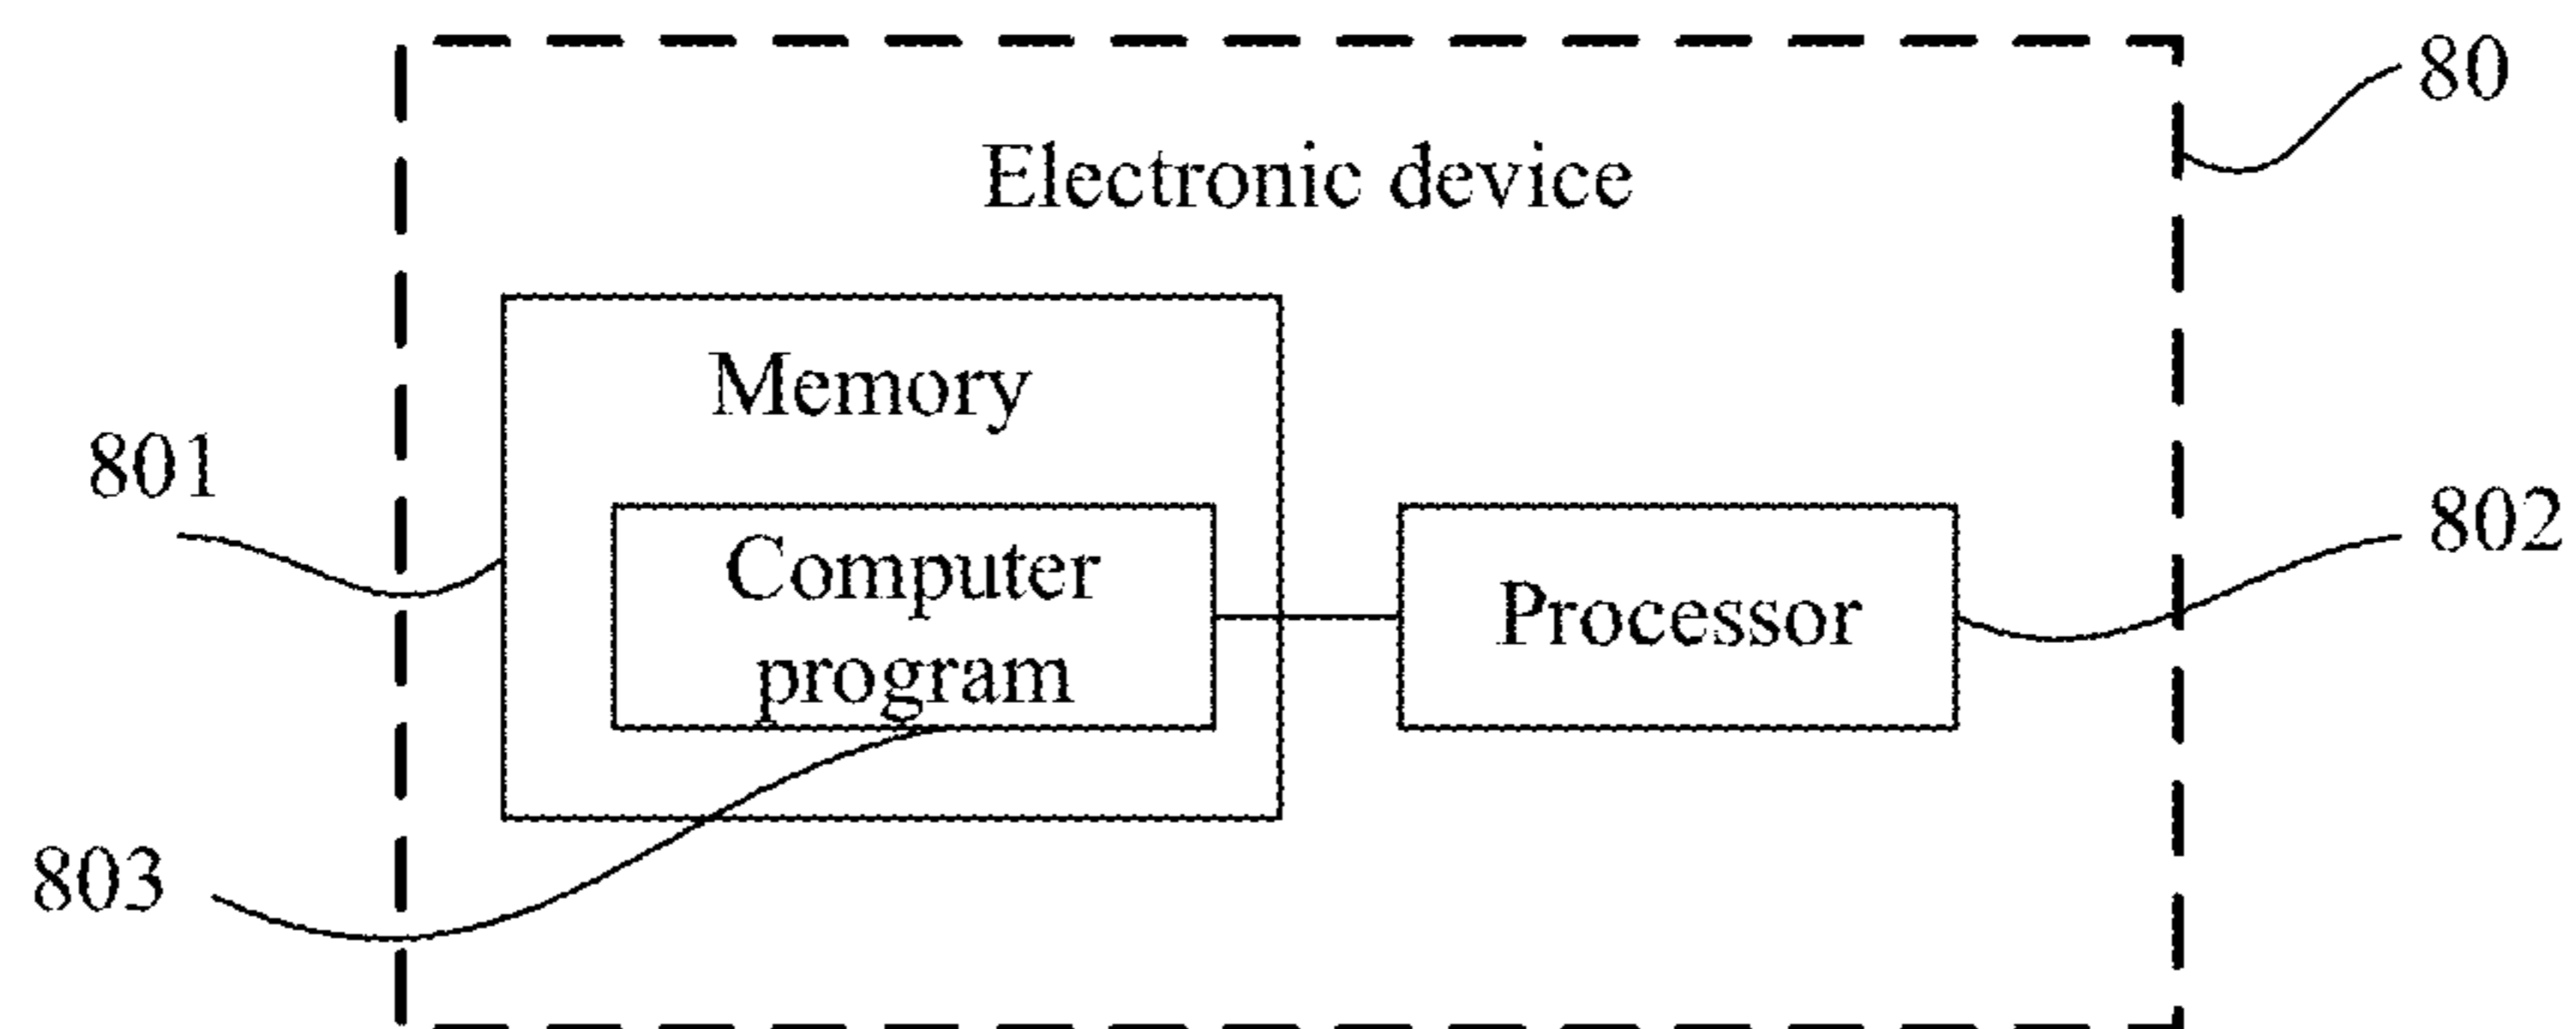 80
Electronic device
Memory
801
Computer
program
Processor
802
803